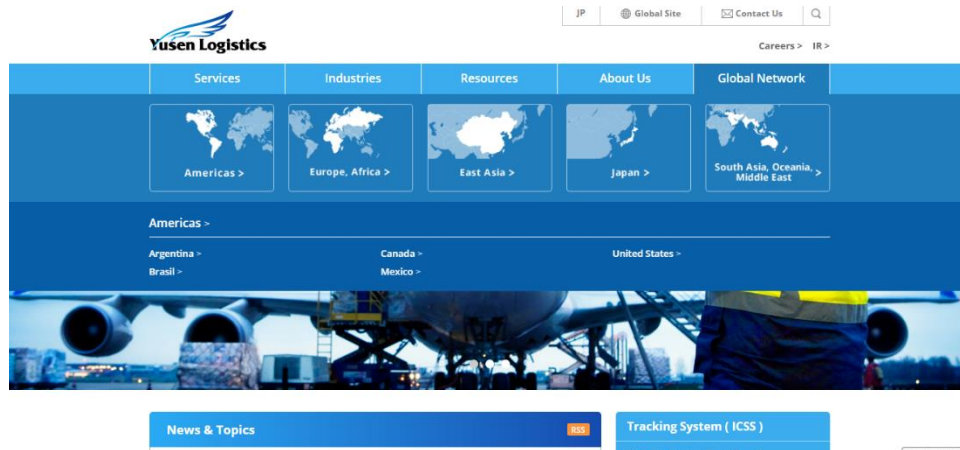 JP Global Site Contact Us
Yusen Logistics
Careers > IR >
Services Industries Resources About Us Global Network
Americas > Europe, Africa > East Asia > Japan > South Asia, Oceania, Middle East >
Americas >
Argentina > Canada > United States >
Brasil > Mexico >
News & Topics RSS Tracking System ( ICSS )